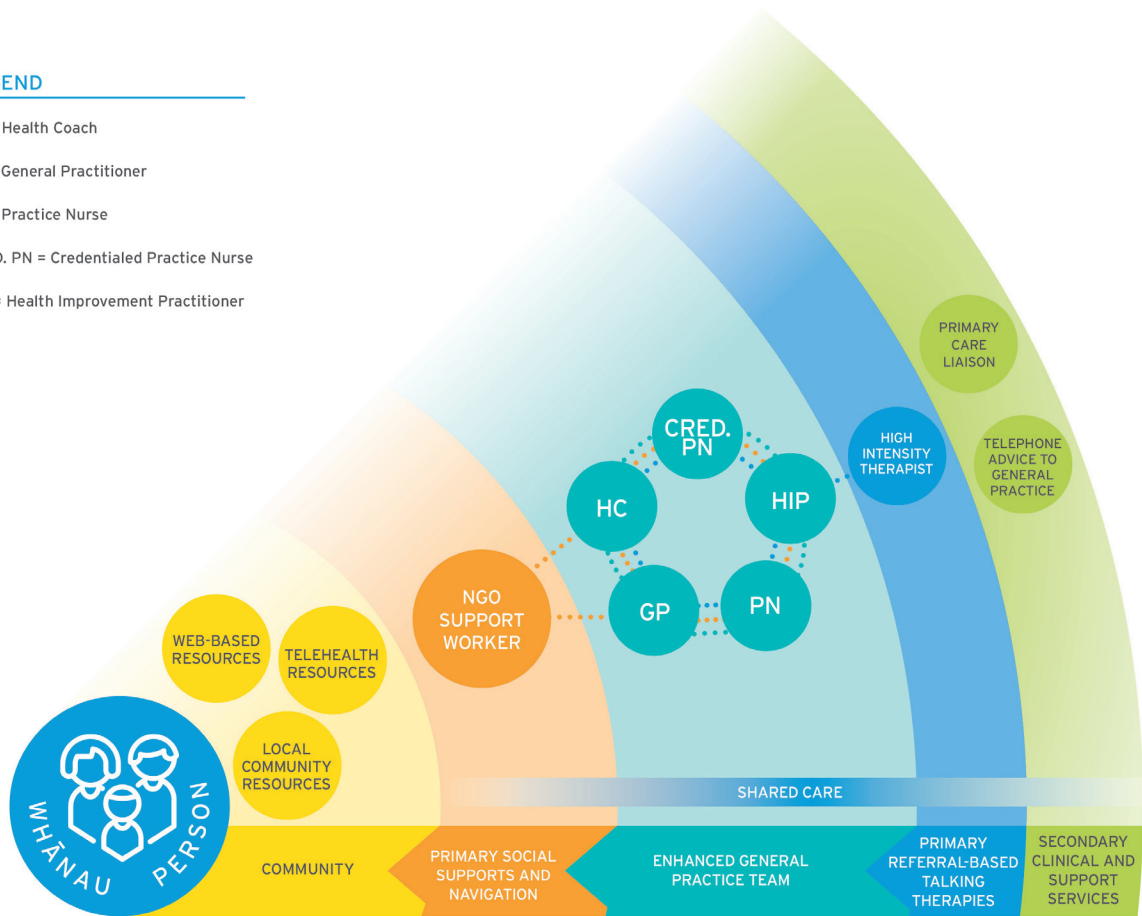 END
Health Coach
General Practitioner
Practice Nurse
. PN = Credentialed Practice Nurse
= Health Improvement Practitioner
PRIMARY
CARE
LIAISON
CRED.
PN
HIGH
INTENSITY
THERAPIST
TELEPHONE
ADVICE TO
GENERAL
PRACTICE
HC
HIP
NGO
SUPPORT
WORKER
GP
PN
WEB-BASED
RESOURCES
TELEHEALTH
RESOURCES
LOCAL
COMMUNITY
RESOURCES
WHĀNAU PERSON
SHARED CARE
COMMUNITY
PRIMARY SOCIAL
SUPPORTS AND
NAVIGATION
ENHANCED GENERAL
PRACTICE TEAM
PRIMARY
REFERRAL-BASED
TALKING
THERAPIES
SECONDARY
CLINICAL AND
SUPPORT
SERVICES